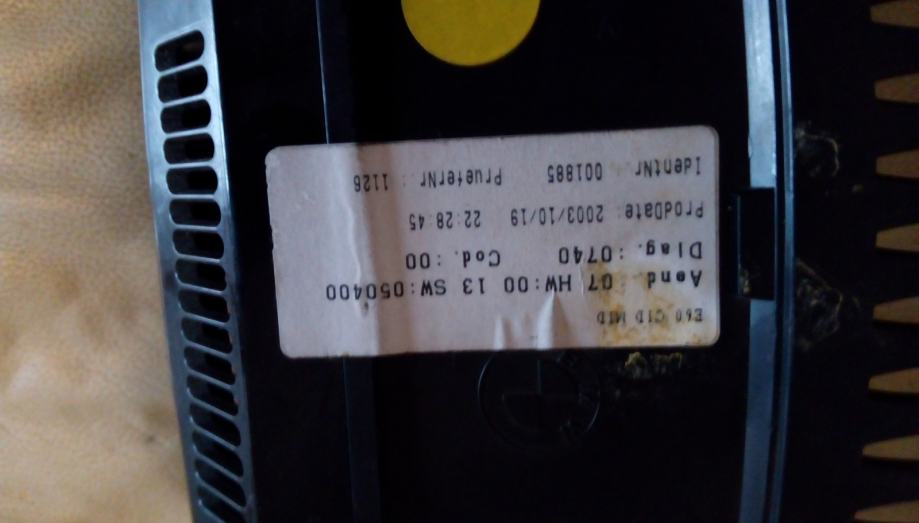 E60 CID MID
Aend. : 07 HW:00 13 SW:050400
Diag.:0740 Cod.:00
ProdDate: 2003/10/19 22:28:45
IdentNr 001885 PrueferNr : 1126